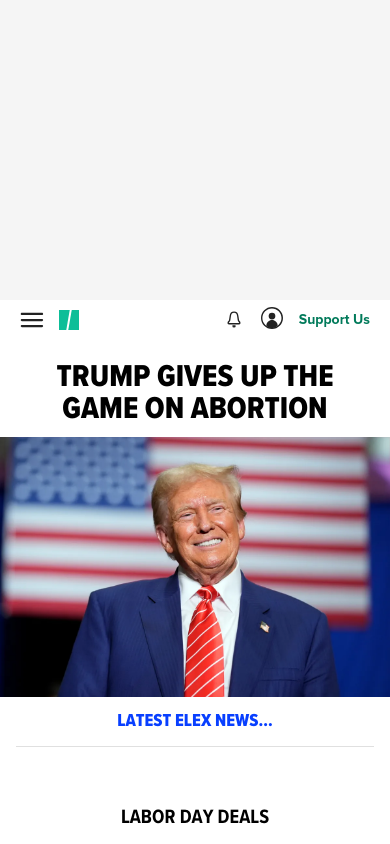 Support Us
TRUMP GIVES UP THE
GAME ON ABORTION
LATEST ELEX NEWS...
LABOR DAY DEALS